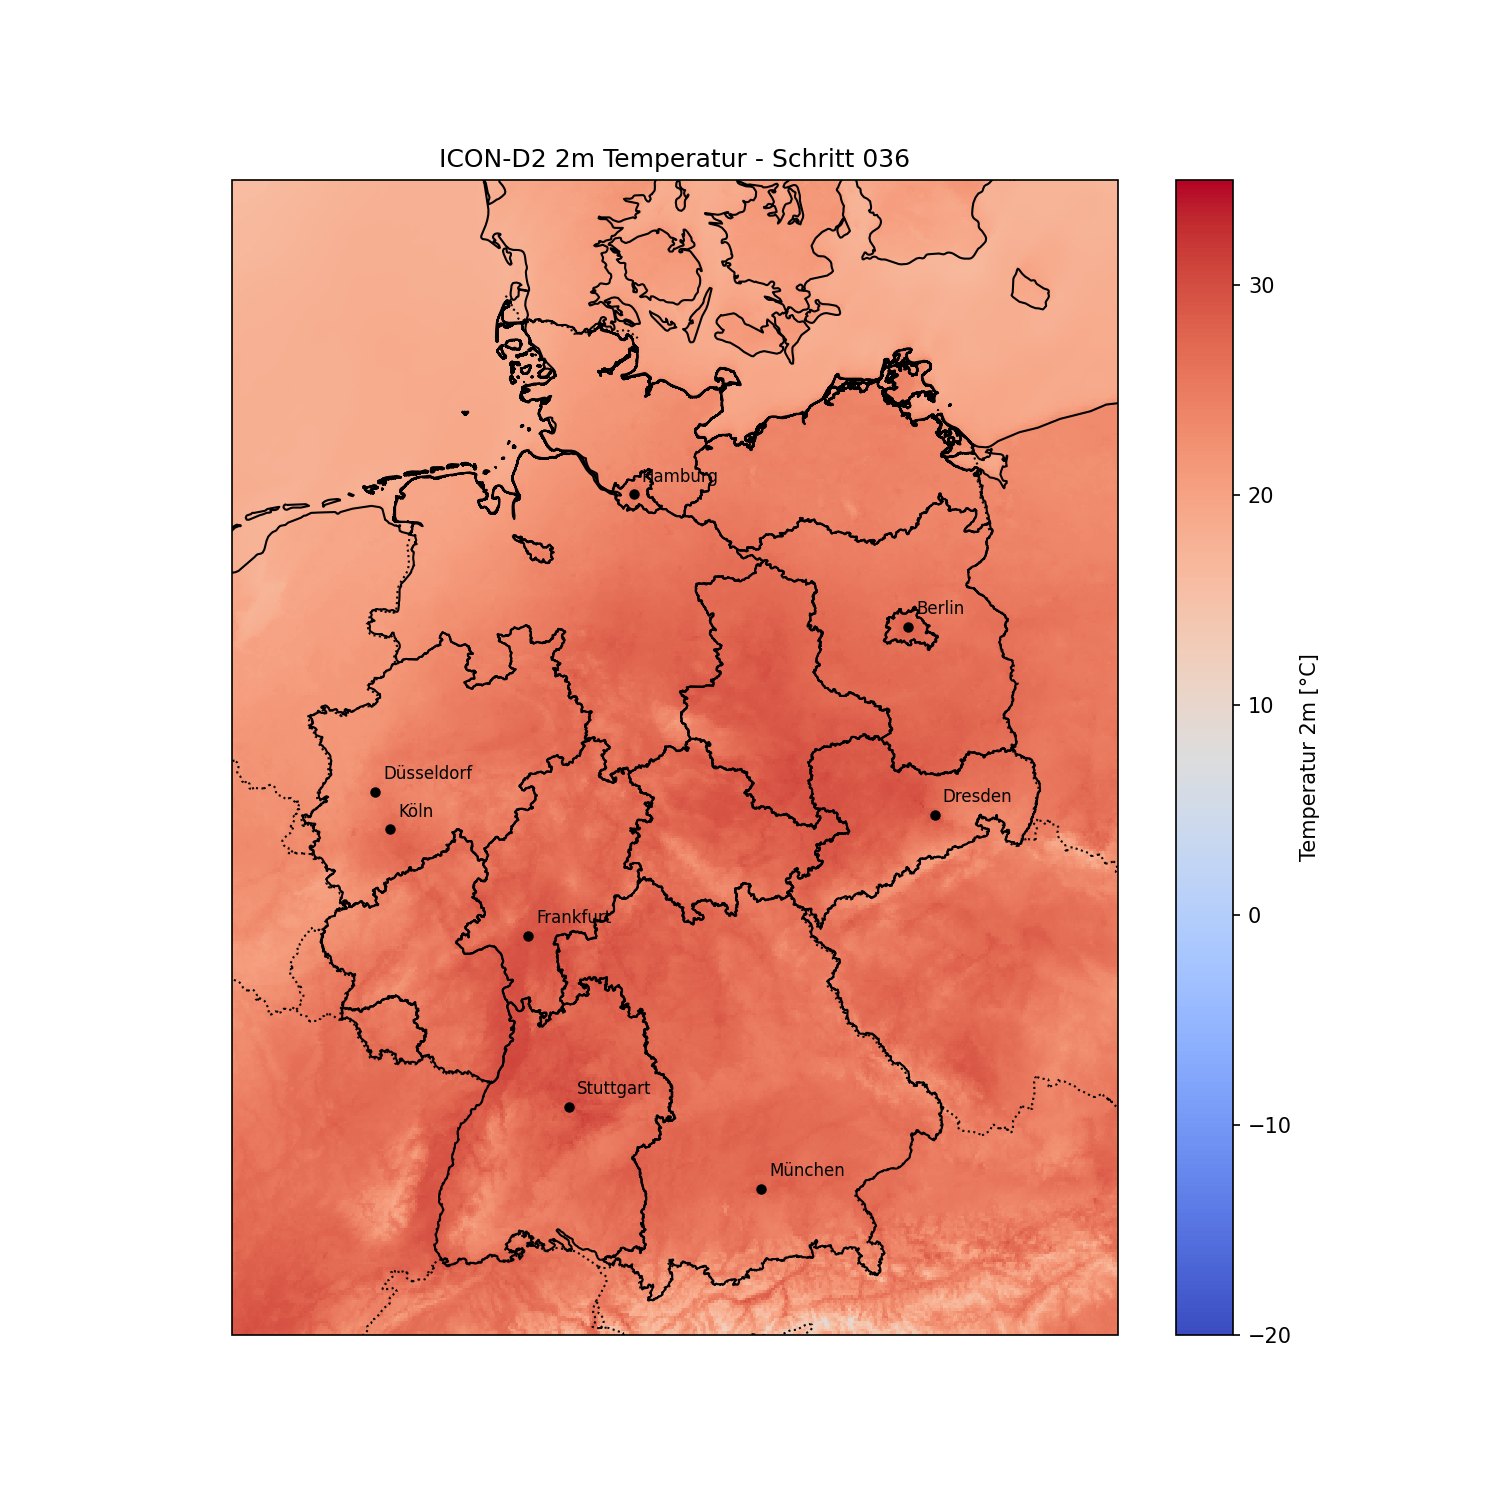 ICON-D2 2m Temperatur - Schritt 036
Hamburg
Berlin
Düsseldorf
Köln
Dresden
Frankfurt
Stuttgart
München
30
20
10
0
−10
−20
Temperatur 2m [°C]